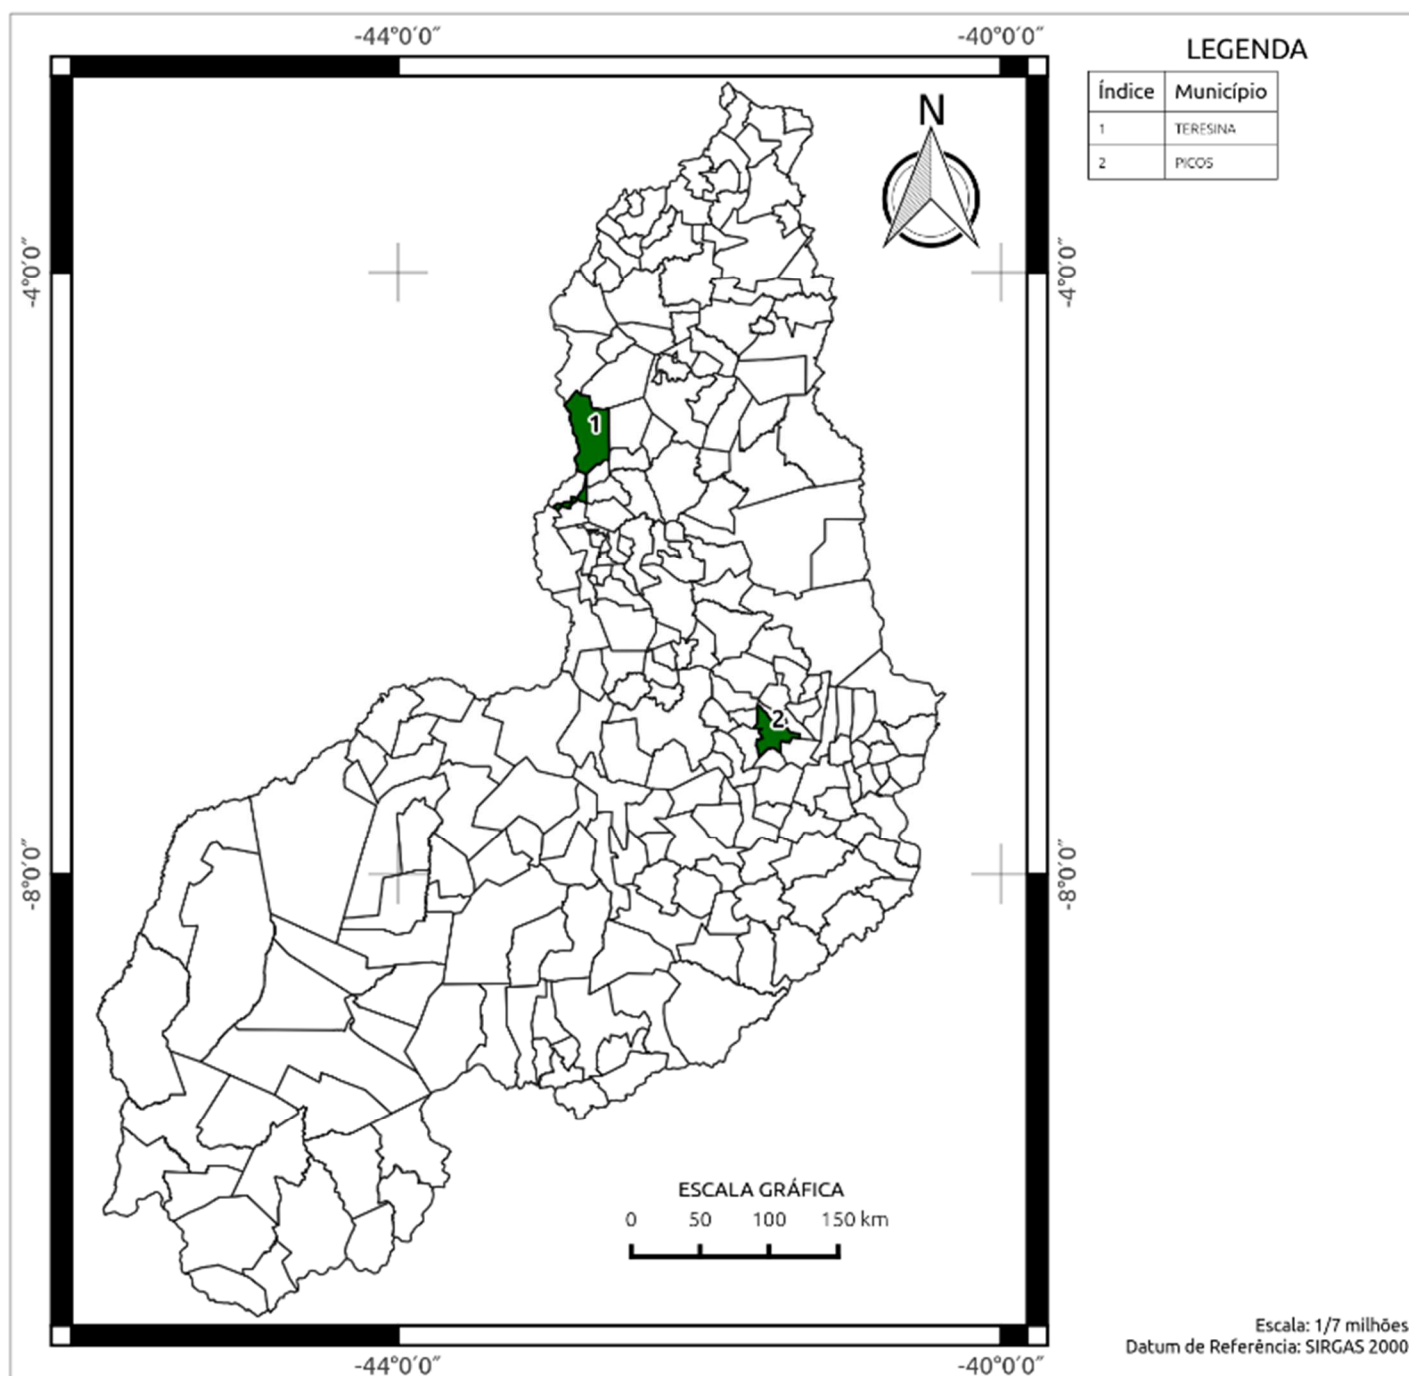 -44°0′0″ -40°0′0″
LEGENDA
Índice Município
1 TERESINA
2 PICOS
N
-4°0′0″ -4°0′0″
1
2
-8°0′0″ -8°0′0″
ESCALA GRÁFICA
0 50 100 150 km
Escala: 1/7 milhões
Datum de Referência: SIRGAS 2000
-44°0′0″ -40°0′0″